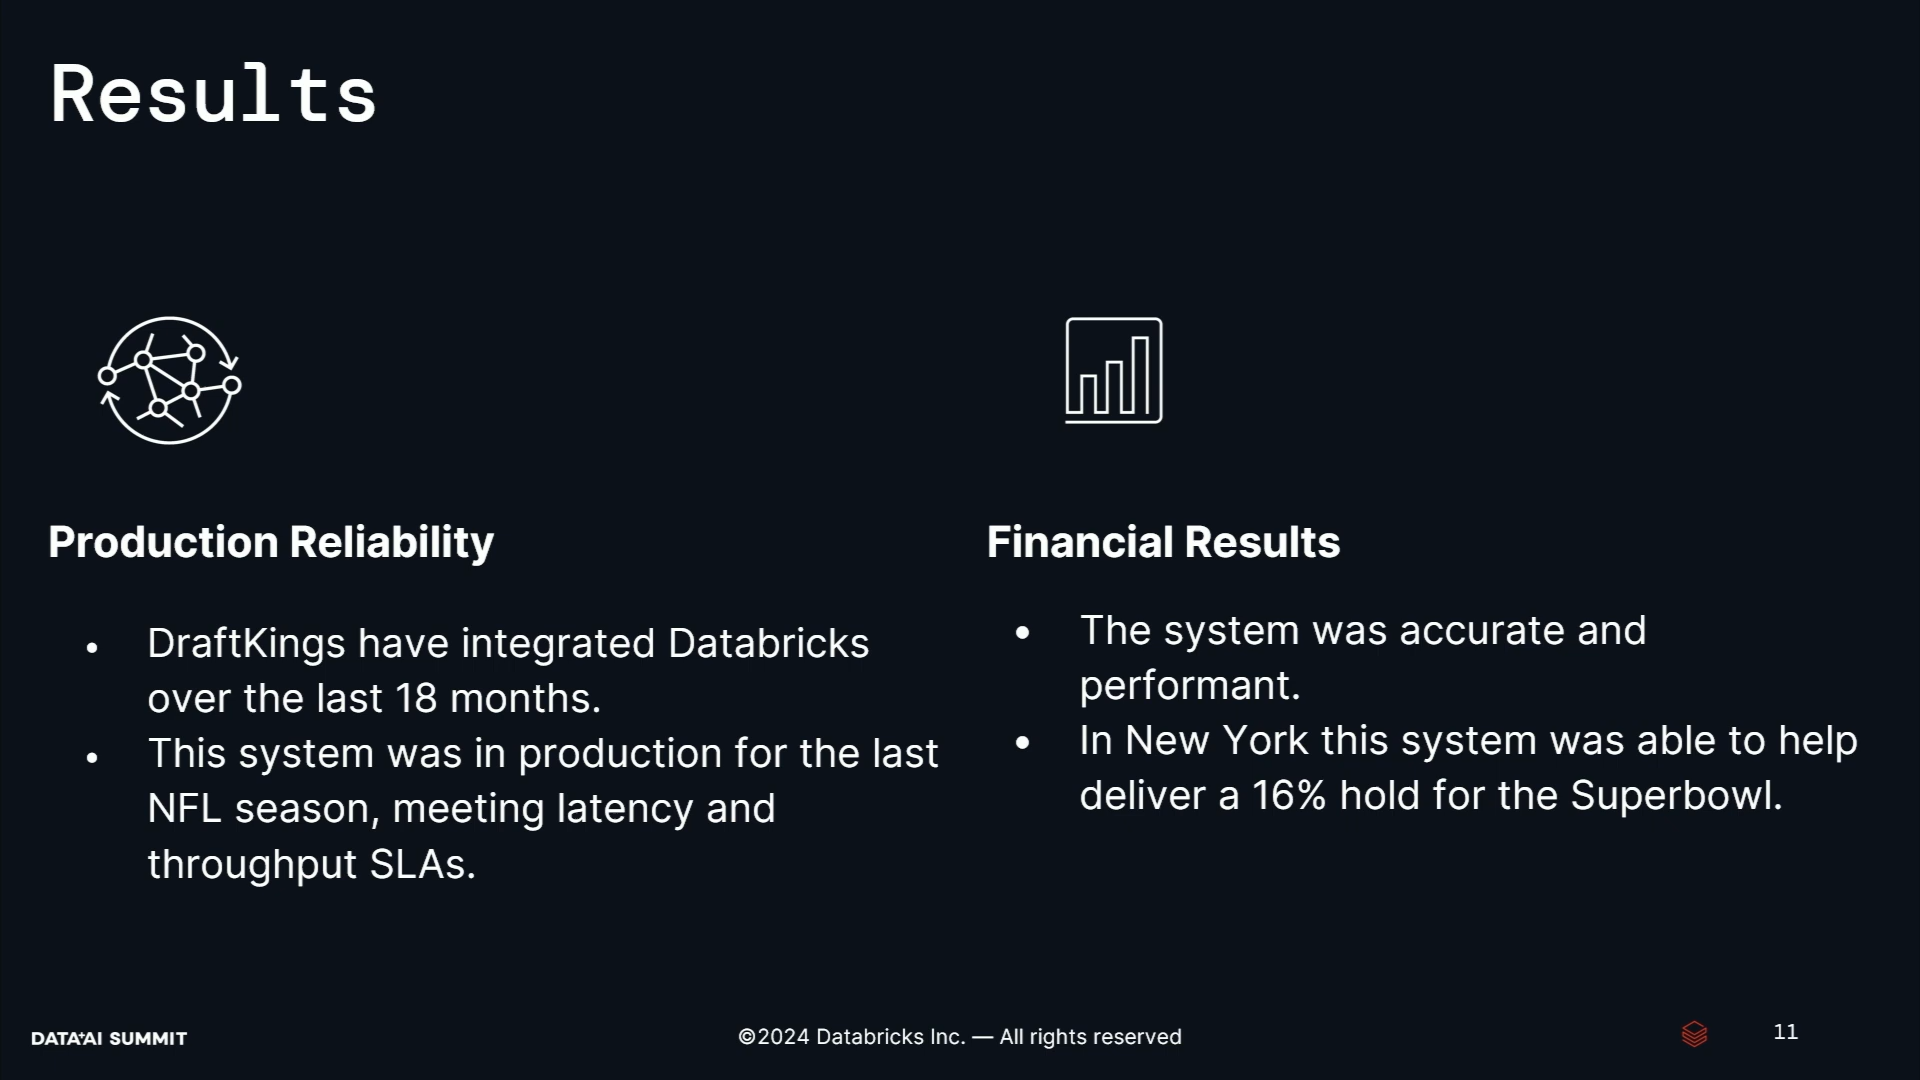 Results
Production Reliability
• DraftKings have integrated Databricks
over the last 18 months.
• This system was in production for the last
NFL season, meeting latency and
throughput SLAs.
Financial Results
• The system was accurate and
performant.
• In New York this system was able to help
deliver a 16% hold for the Superbowl.
DATA+AI SUMMIT
©2024 Databricks Inc. — All rights reserved
11